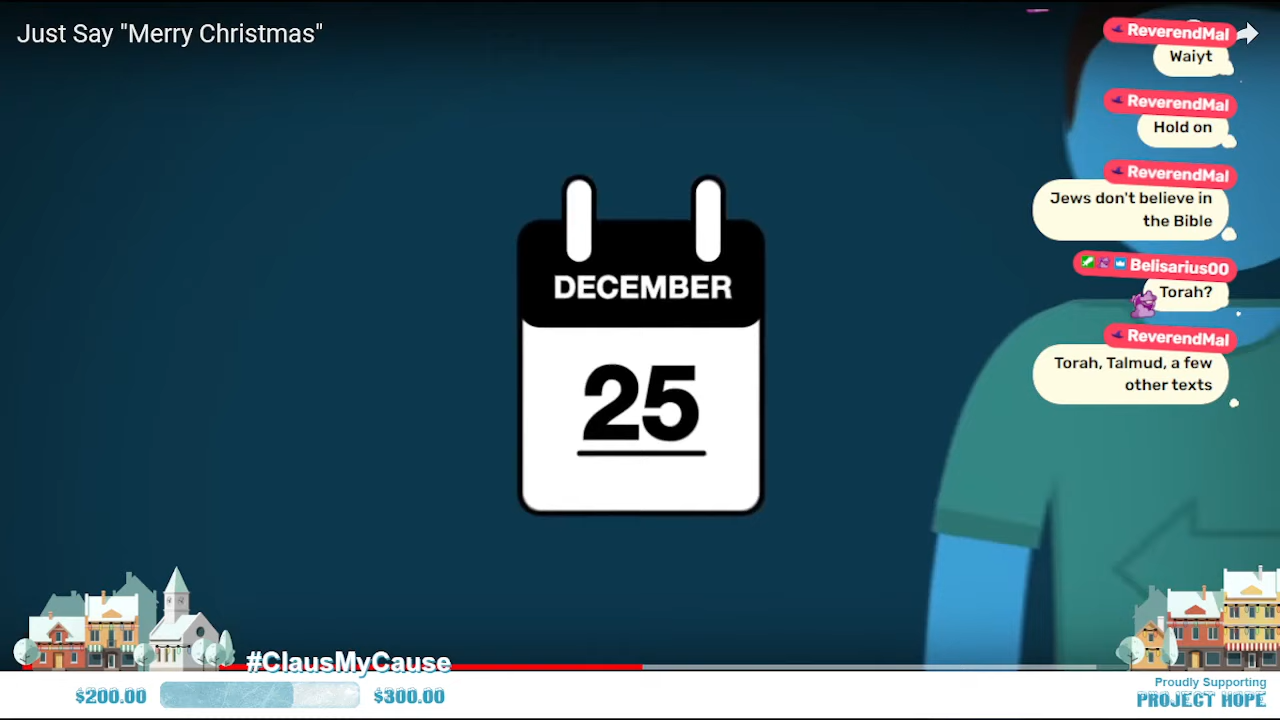 Just Say "Merry Christmas"
ReverendMal
Waiyt
ReverendMal
Hold on
ReverendMal
Jews don't believe in
the Bible
Belisarius00
Torah?
ReverendMal
Torah, Talmud, a few
other texts
DECEMBER
25
#ClausMyCause
$200.00
$300.00
Proudly Supporting
PROJECT HOPE